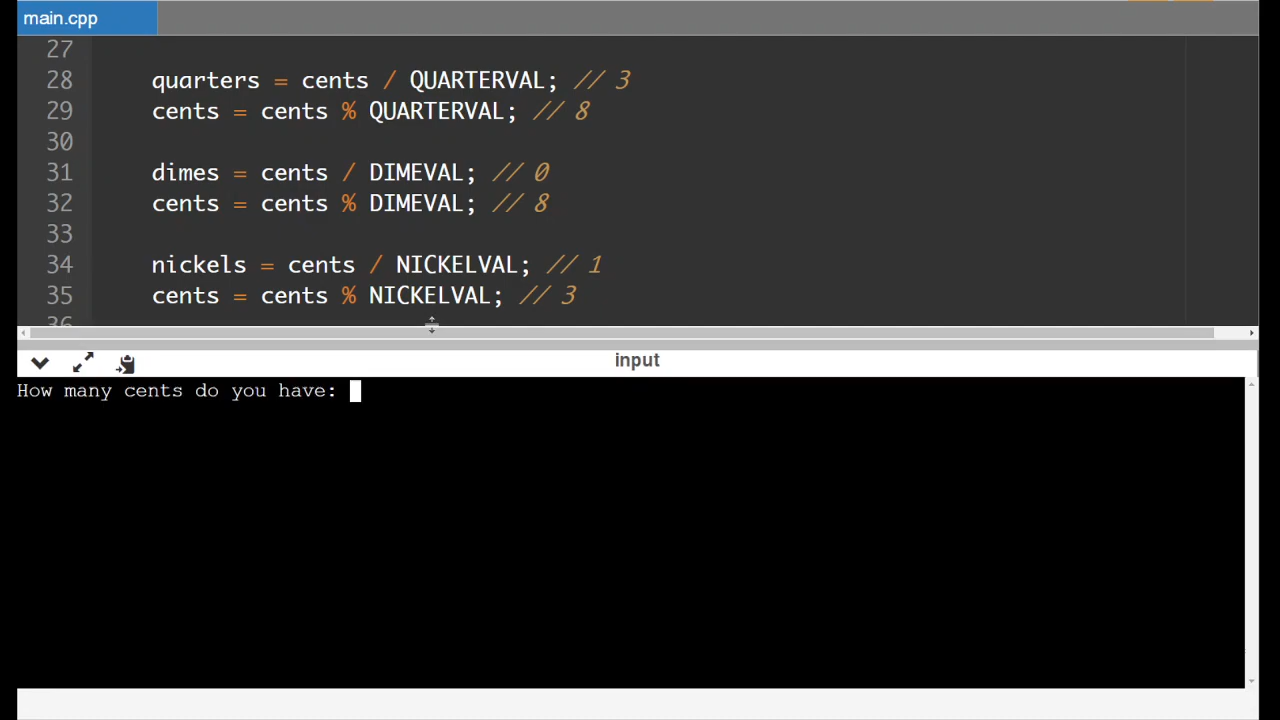 main.cpp
27
28 quarters = cents / QUARTERVAL; // 3
29 cents = cents % QUARTERVAL; // 8
30
31 dimes = cents / DIMEVAL; // 0
32 cents = cents % DIMEVAL; // 8
33
34 nickels = cents / NICKELVAL; // 1
35 cents = cents % NICKELVAL; // 3
36
input
How many cents do you have: